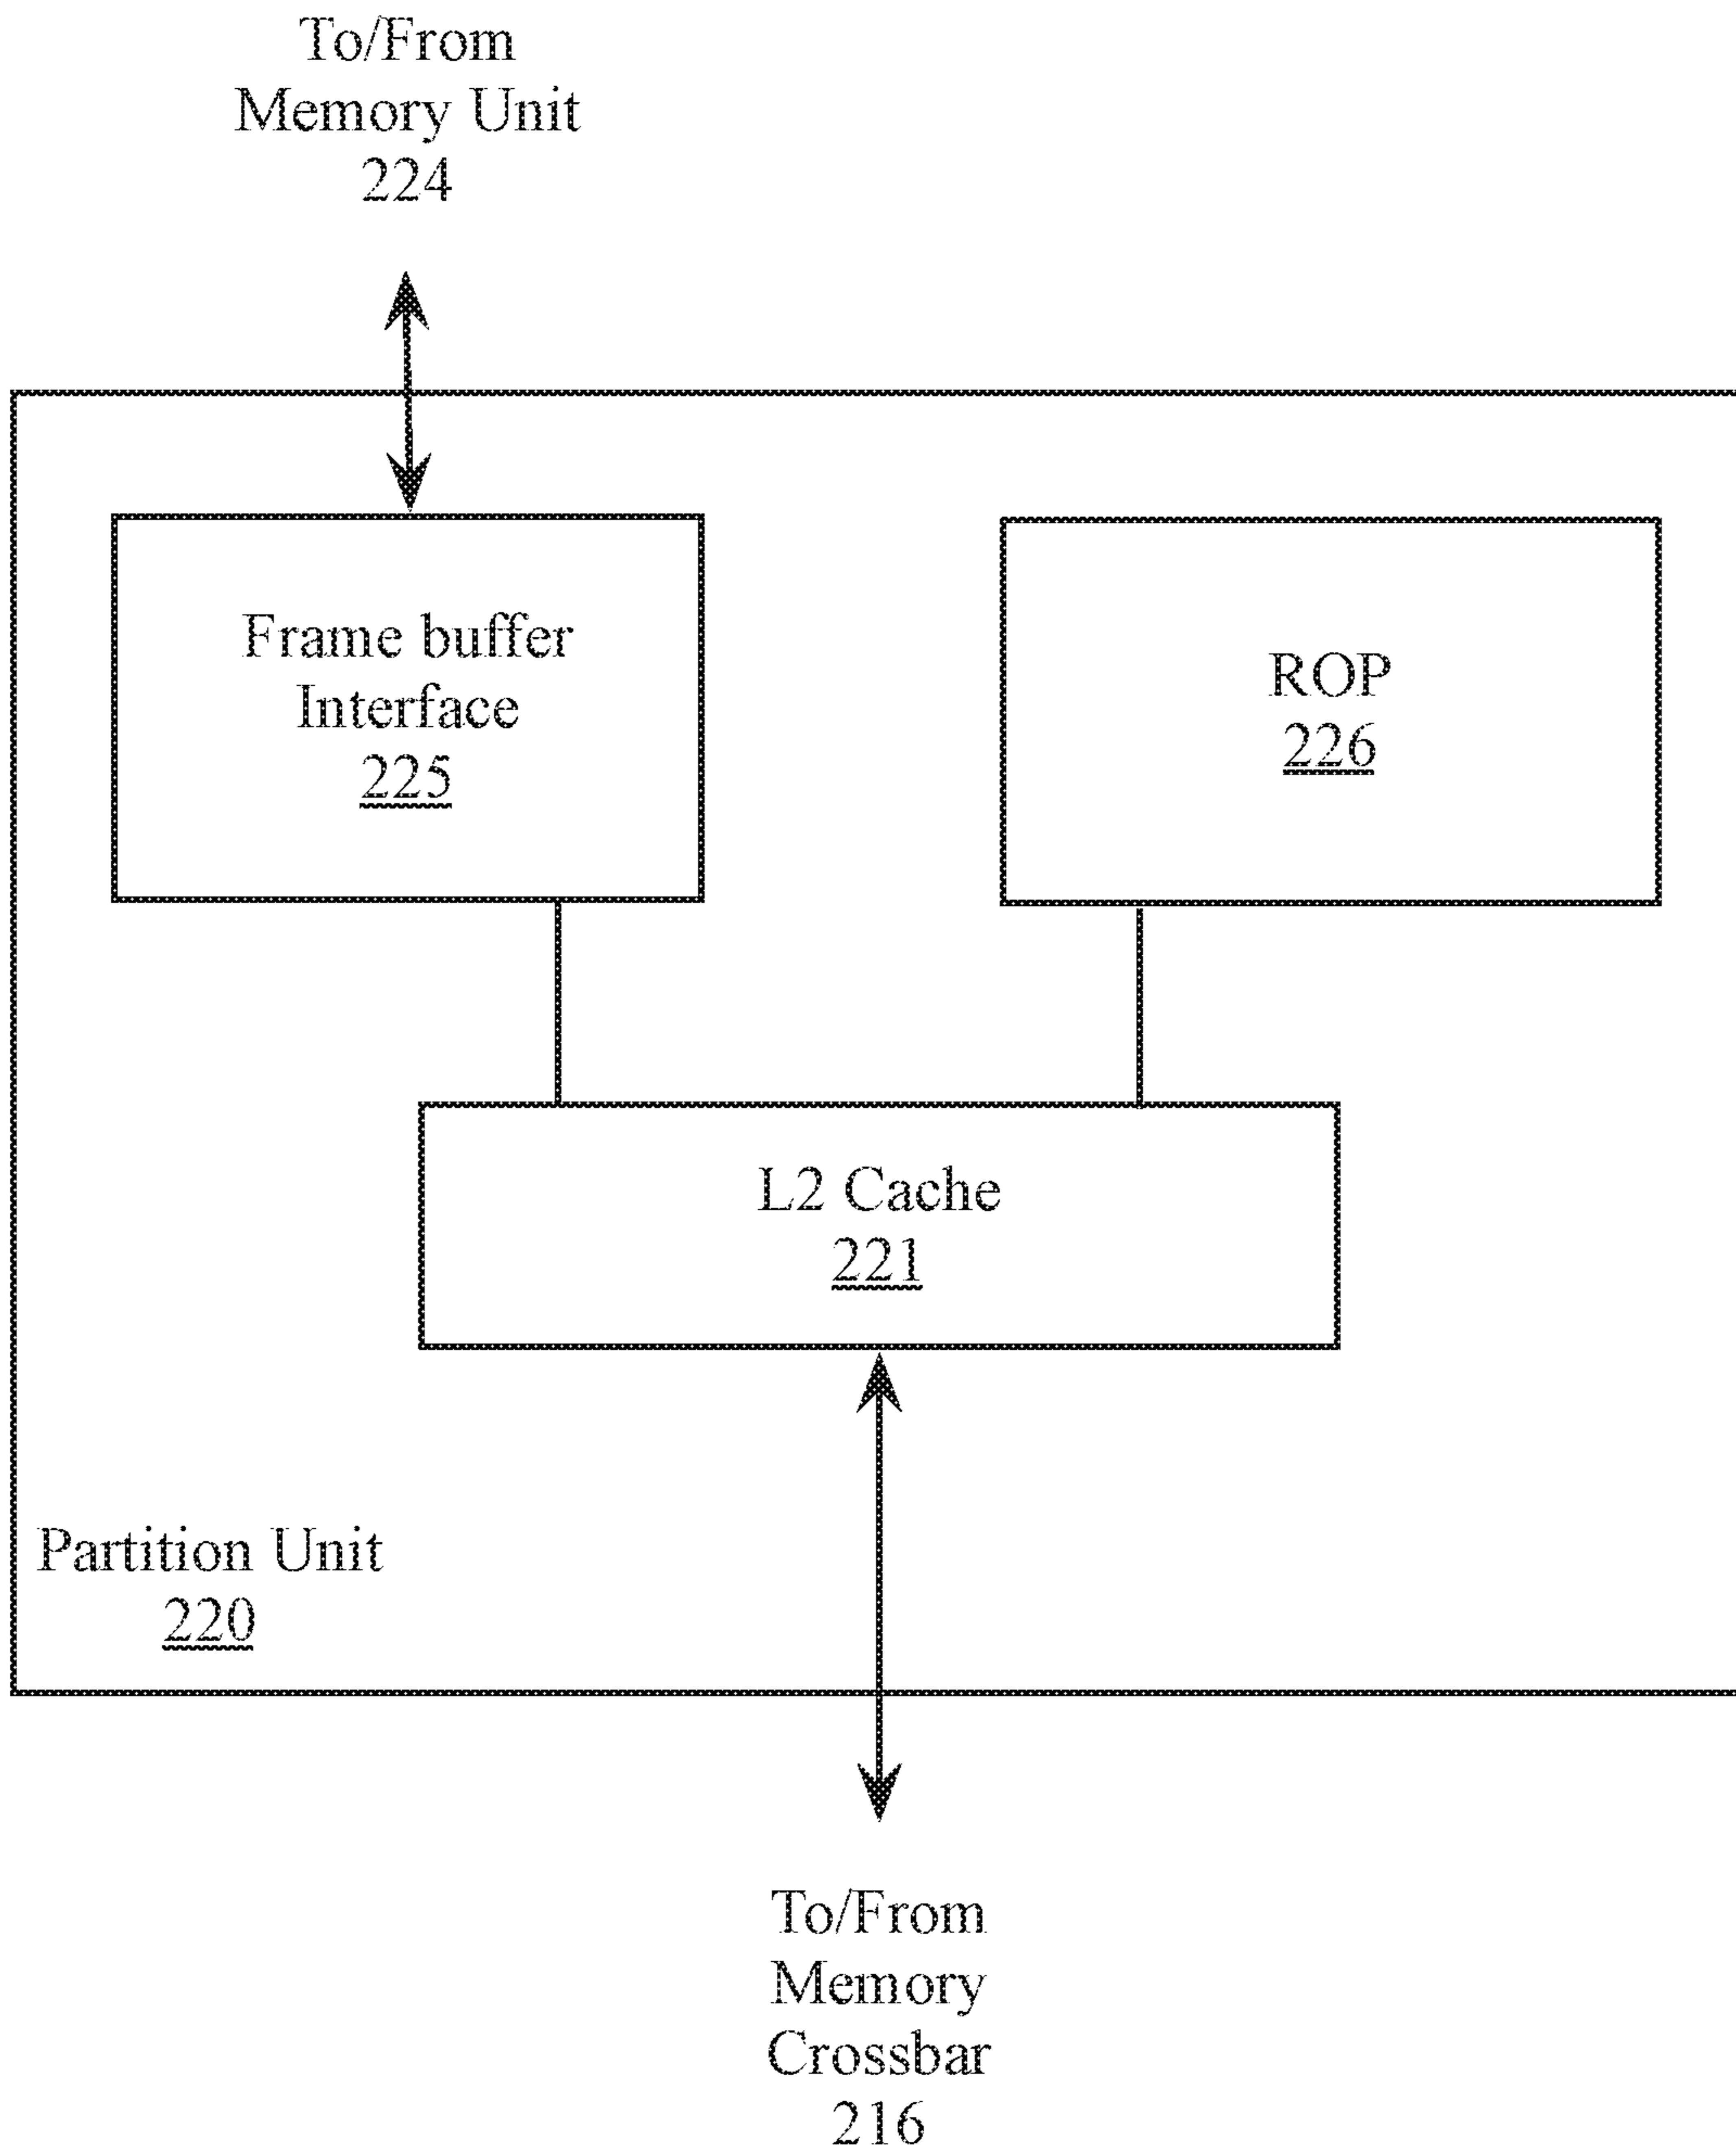 To/From
Memory Unit
224
Frame buffer
Interface
225
ROP
226
L2 Cache
221
Partition Unit
220
To/From
Memory
Crossbar
216